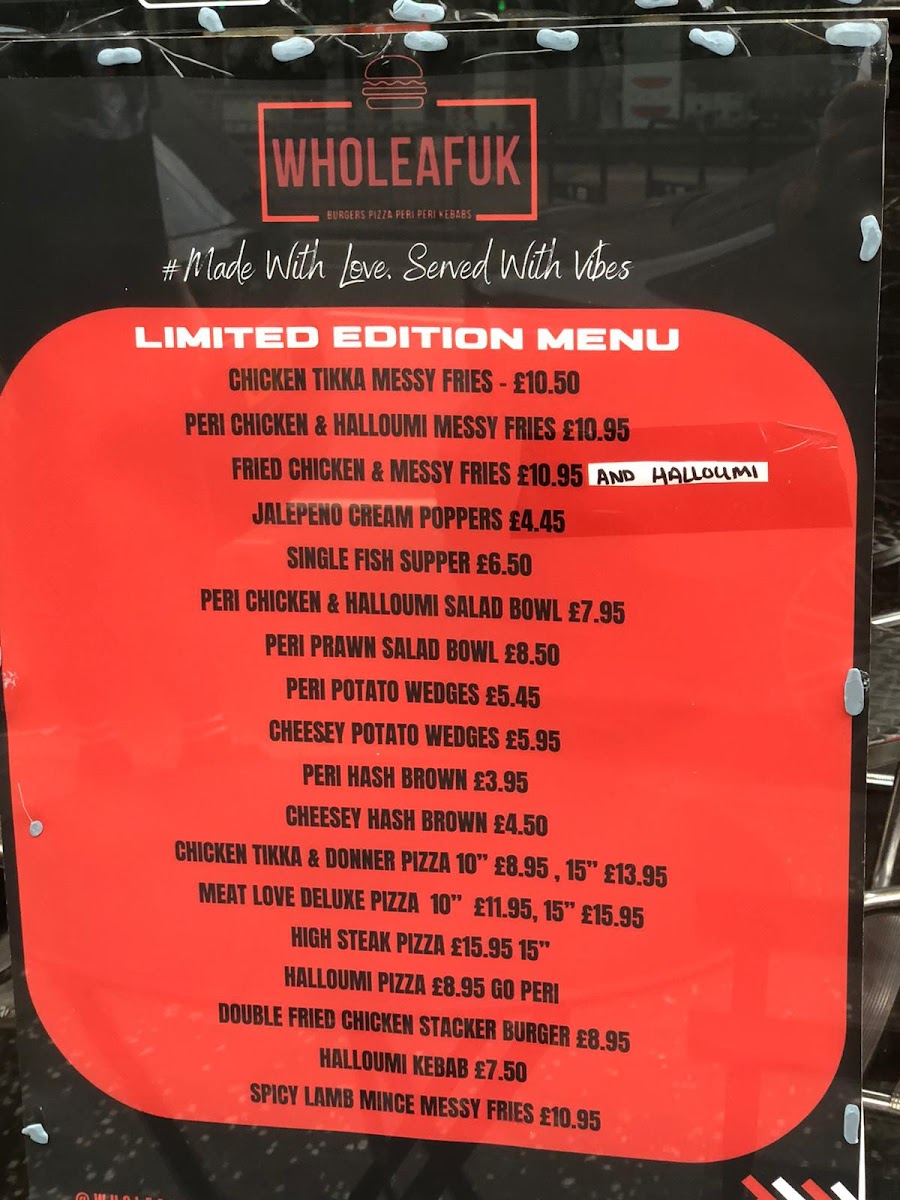 WHOLEAFUK
BURGERS PIZZA PERI PERI KEBABS
#Made With Love. Served With Vibes
LIMITED EDITION MENU
CHICKEN TIKKA MESSY FRIES - £10.50
PERI CHICKEN & HALLOUMI MESSY FRIES £10.95
FRIED CHICKEN & MESSY FRIES £10.95 AND HALLOUMI
JALEPENO CREAM POPPERS £4.45
SINGLE FISH SUPPER £6.50
PERI CHICKEN & HALLOUMI SALAD BOWL £7.95
PERI PRAWN SALAD BOWL £8.50
PERI POTATO WEDGES £5.45
CHEESEY POTATO WEDGES £5.95
PERI HASH BROWN £3.95
CHEESEY HASH BROWN £4.50
CHICKEN TIKKA & DONNER PIZZA 10” £8.95 , 15” £13.95
MEAT LOVE DELUXE PIZZA 10” £11.95, 15” £15.95
HIGH STEAK PIZZA £15.95 15”
HALLOUMI PIZZA £8.95 GO PERI
DOUBLE FRIED CHICKEN STACKER BURGER £8.95
HALLOUMI KEBAB £7.50
SPICY LAMB MINCE MESSY FRIES £10.95